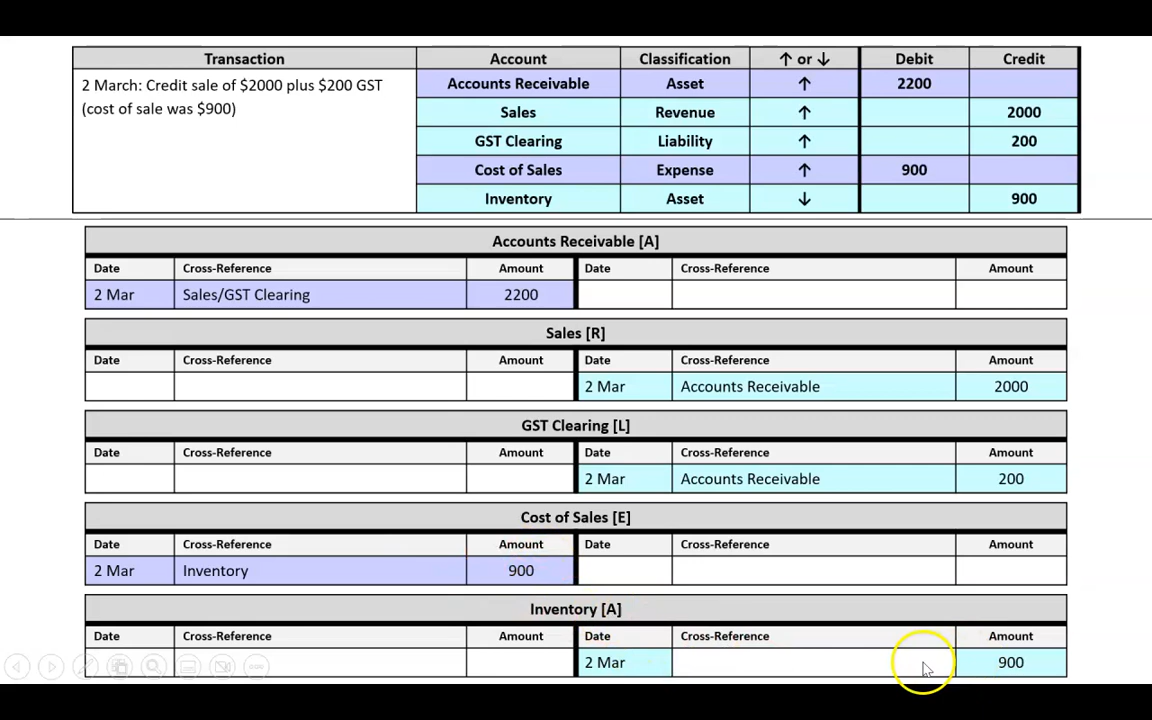 Transaction Account Classification ↑ or ↓ Debit Credit
2 March: Credit sale of $2000 plus $200 GST
(cost of sale was $900)
Accounts Receivable Asset ↑ 2200
Sales Revenue ↑ 2000
GST Clearing Liability ↑ 200
Cost of Sales Expense ↑ 900
Inventory Asset ↓ 900
Accounts Receivable [A]
Date Cross-Reference Amount Date Cross-Reference Amount
2 Mar Sales/GST Clearing 2200
Sales [R]
Date Cross-Reference Amount Date Cross-Reference Amount
2 Mar Accounts Receivable 2000
GST Clearing [L]
Date Cross-Reference Amount Date Cross-Reference Amount
2 Mar Accounts Receivable 200
Cost of Sales [E]
Date Cross-Reference Amount Date Cross-Reference Amount
2 Mar Inventory 900
Inventory [A]
Date Cross-Reference Amount Date Cross-Reference Amount
2 Mar 900